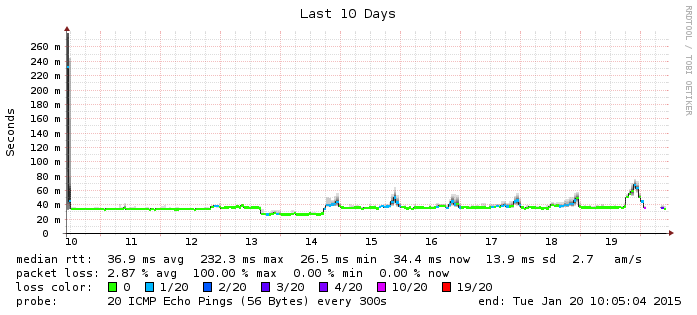 Last 10 Days
RRDTOOL / TOBI OETIKER
Seconds
260 m
240 m
220 m
200 m
180 m
160 m
140 m
120 m
100 m
80 m
60 m
40 m
20 m
0
10 11 12 13 14 15 16 17 18 19
median rtt: 36.9 ms avg 232.3 ms max 26.5 ms min 34.4 ms now 13.9 ms sd 2.7 am/s
packet loss: 2.87 % avg 100.00 % max 0.00 % min 0.00 % now
loss color: 0 1/20 2/20 3/20 4/20 10/20 19/20
probe: 20 ICMP Echo Pings (56 Bytes) every 300s end: Tue Jan 20 10:05:04 2015